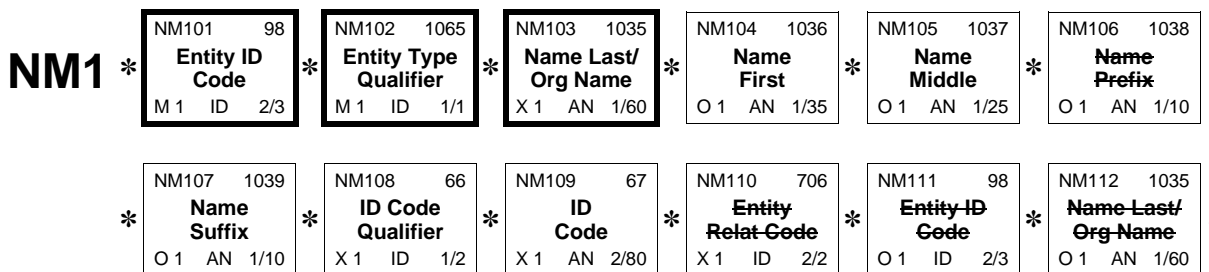 NM101 98 NM102 1065 NM103 1035 NM104 1036 NM105 1037 NM106 1038
NM1 * Entity ID * Entity Type * Name Last/ * Name * Name * Name
Code Qualifier Org Name First Middle Prefix
M 1 ID 2/3 M 1 ID 1/1 X 1 AN 1/60 O 1 AN 1/35 O 1 AN 1/25 O 1 AN 1/10
NM107 1039 NM108 66 NM109 67 NM110 706 NM111 98 NM112 1035
* Name * ID Code * ID * Entity * Entity ID * Name Last/
Suffix Qualifier Code Relat Code Code Org Name
O 1 AN 1/10 X 1 ID 1/2 X 1 AN 2/80 X 1 ID 2/2 O 1 ID 2/3 O 1 AN 1/60